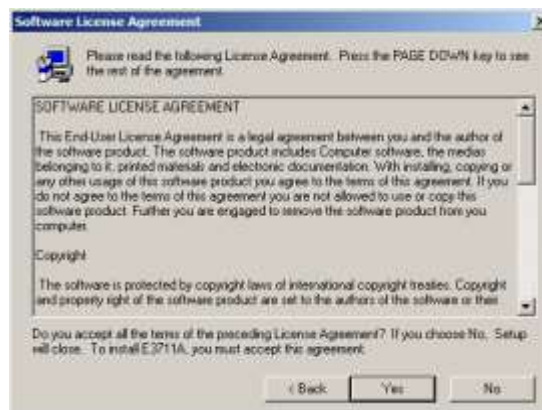 Software License Agreement
Please read the following License Agreement. Press the PAGE DOWN key to see
the rest of the agreement.
SOFTWARE LICENSE AGREEMENT
This End-User License Agreement is a legal agreement between you and the author of
the software product. The software product includes Computer software, the medias
belonging to it, printed materials and electronic documentation. With installing, copying or
any other usage of this software product you agree to the terms of this agreement. If you
do not agree to the terms of this agreement you are not allowed to use or copy this
software product. Further you are engaged to remove the software product from you
computer.
Copyright
The software is protected by copyright laws of international copyright treaties. Copyright
and property right of the software product are set to the authors of the software or their
Do you accept all the terms of the preceding License Agreement? If you choose No, Setup
will close. To install E3711A, you must accept this agreement.
< Back
Yes
No